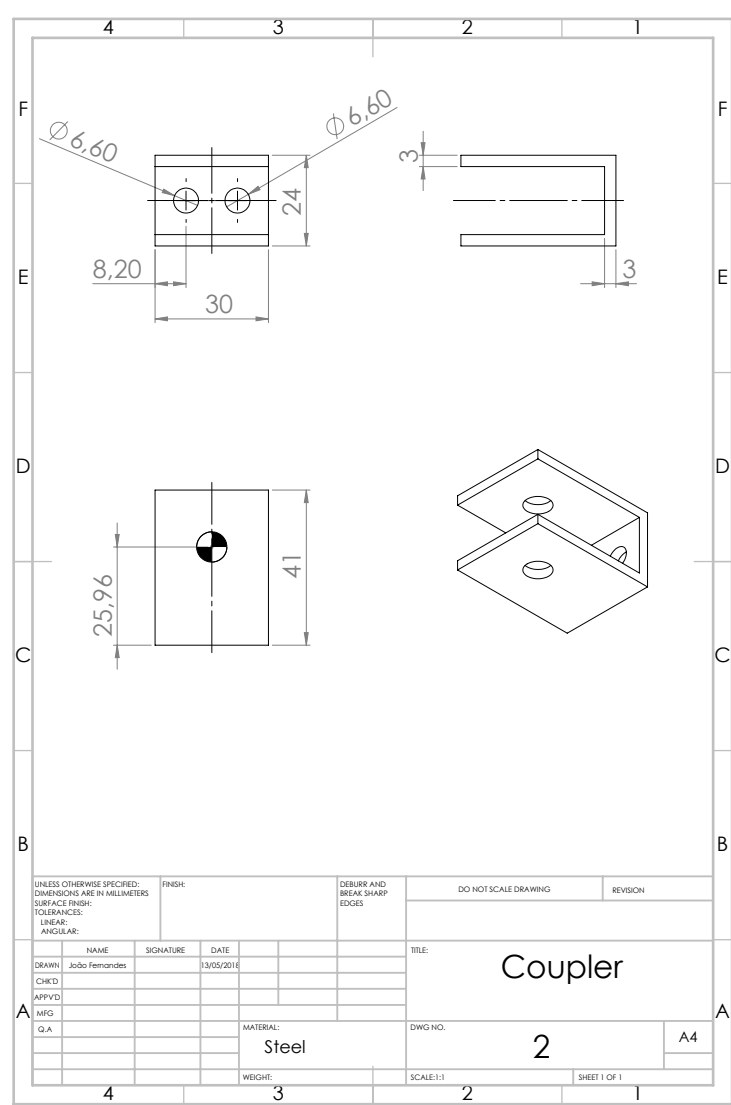 4 3 2 1
F F
E E
D D
C C
B B
A A
∅ 6,60
∅ 6,60
24
8,20
30
3
3
25,96
41
UNLESS OTHERWISE SPECIFIED:
DIMENSIONS ARE IN MILLIMETERS
SURFACE FINISH:
TOLERANCES:
LINEAR:
ANGULAR:
FINISH:
DEBURR AND
BREAK SHARP
EDGES
DO NOT SCALE DRAWING
REVISION
NAME SIGNATURE DATE
DRAWN João Fernandes 13/05/2018
CHK'D
APPV'D
MFG
Q.A
MATERIAL:
Steel
WEIGHT:
TITLE:
Coupler
DWG NO.
2
A4
SCALE:1:1
SHEET 1 OF 1
4 3 2 1